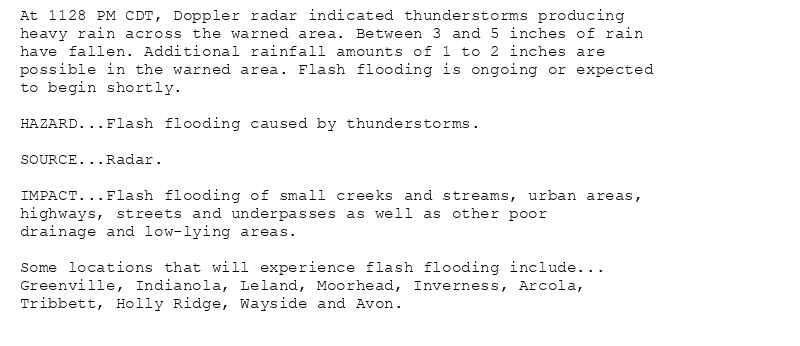 At 1128 PM CDT, Doppler radar indicated thunderstorms producing
heavy rain across the warned area. Between 3 and 5 inches of rain
have fallen. Additional rainfall amounts of 1 to 2 inches are
possible in the warned area. Flash flooding is ongoing or expected
to begin shortly.
HAZARD...Flash flooding caused by thunderstorms.
SOURCE...Radar.
IMPACT...Flash flooding of small creeks and streams, urban areas,
highways, streets and underpasses as well as other poor
drainage and low-lying areas.
Some locations that will experience flash flooding include...
Greenville, Indianola, Leland, Moorhead, Inverness, Arcola,
Tribbett, Holly Ridge, Wayside and Avon.